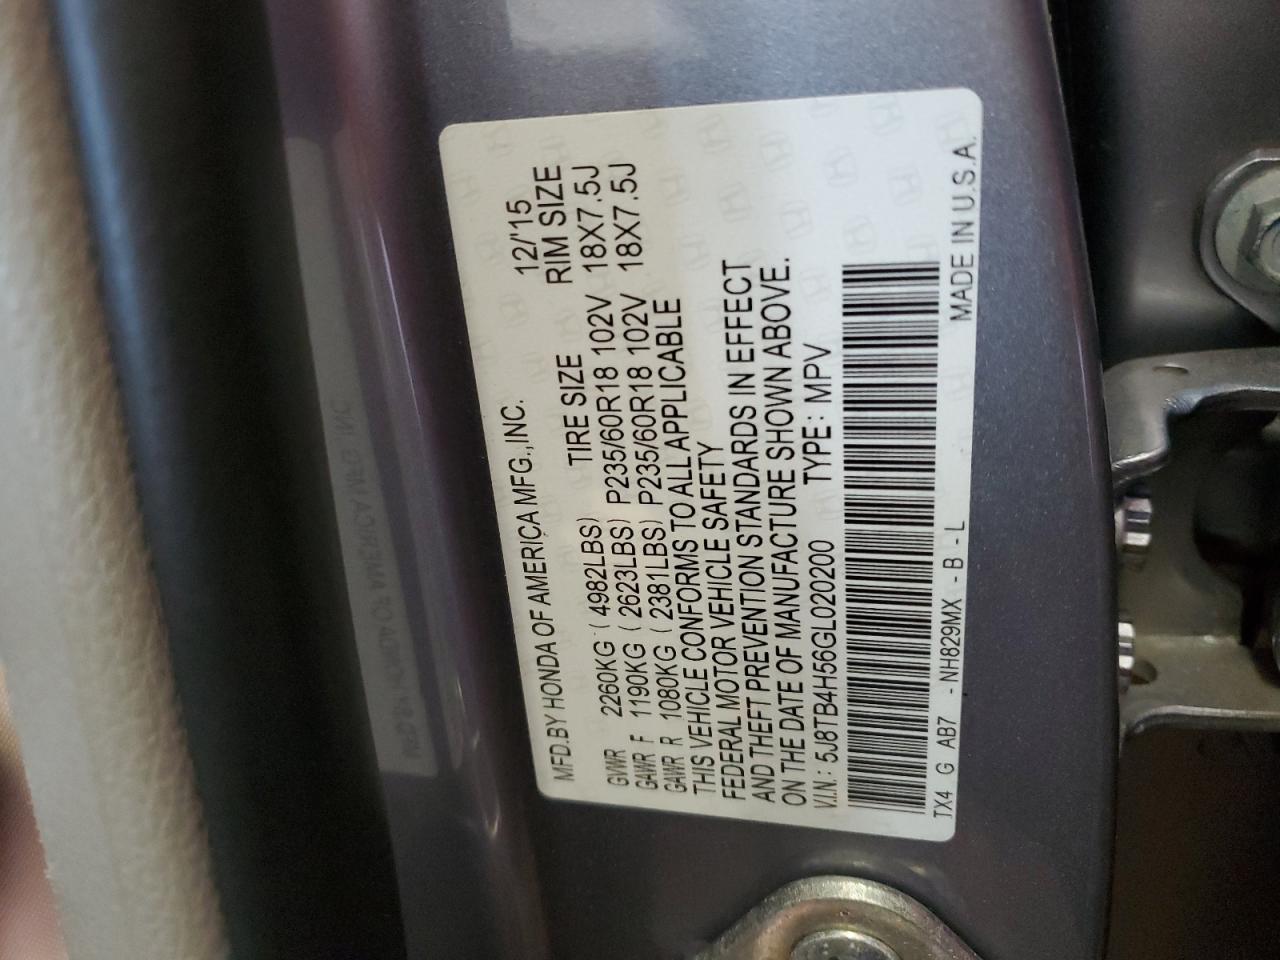 MFD.BY HONDA OF AMERICA MFG.,INC. 12/'15
TIRE SIZE RIM SIZE
GVWR 2260KG (4982LBS)
GAWR F 1190KG (2623LBS) P235/60R18 102V 18X7.5J
GAWR R 1080KG (2381LBS) P235/60R18 102V 18X7.5J
THIS VEHICLE CONFORMS TO ALL APPLICABLE
FEDERAL MOTOR VEHICLE SAFETY
AND THEFT PREVENTION STANDARDS IN EFFECT
ON THE DATE OF MANUFACTURE SHOWN ABOVE.
V.I.N.: 5J8TB4H56GL020200 TYPE: MPV
TX4 G AB7 -NH829MX -B-L MADE IN U.S.A.